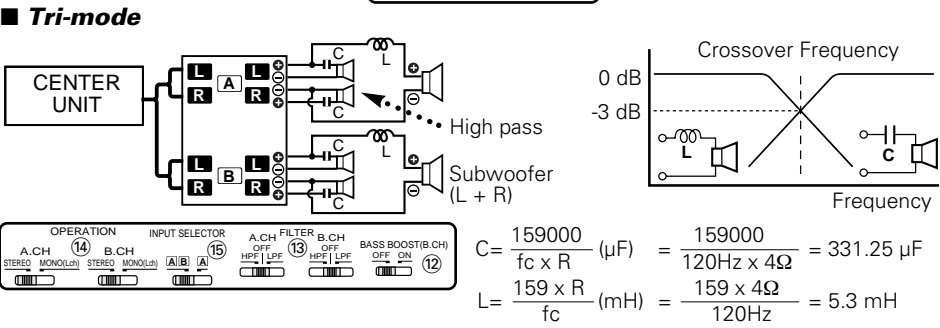 ■ Tri-mode
CENTER
UNIT
L L ⊕
A ⊖
R R ⊖
⊕
L L ⊕
B ⊖
R R ⊖
⊕
C
L
⊕
C
⊖
High pass
C
L
⊕
C
⊖
Subwoofer
(L + R)
Crossover Frequency
0 dB
-3 dB
L
C
Frequency
OPERATION
A.CH ⑭ B.CH
STEREO MONO(Lch) STEREO MONO(Lch)
INPUT SELECTOR
⑮
A B A
FILTER
A.CH ⑬ B.CH
OFF OFF
HPF LPF HPF LPF
BASS BOOST(B.CH)
OFF ON ⑫
C= 159000 / fc x R (µF) = 159000 / 120Hz x 4Ω = 331.25 µF
L= 159 x R / fc (mH) = 159 x 4Ω / 120Hz = 5.3 mH